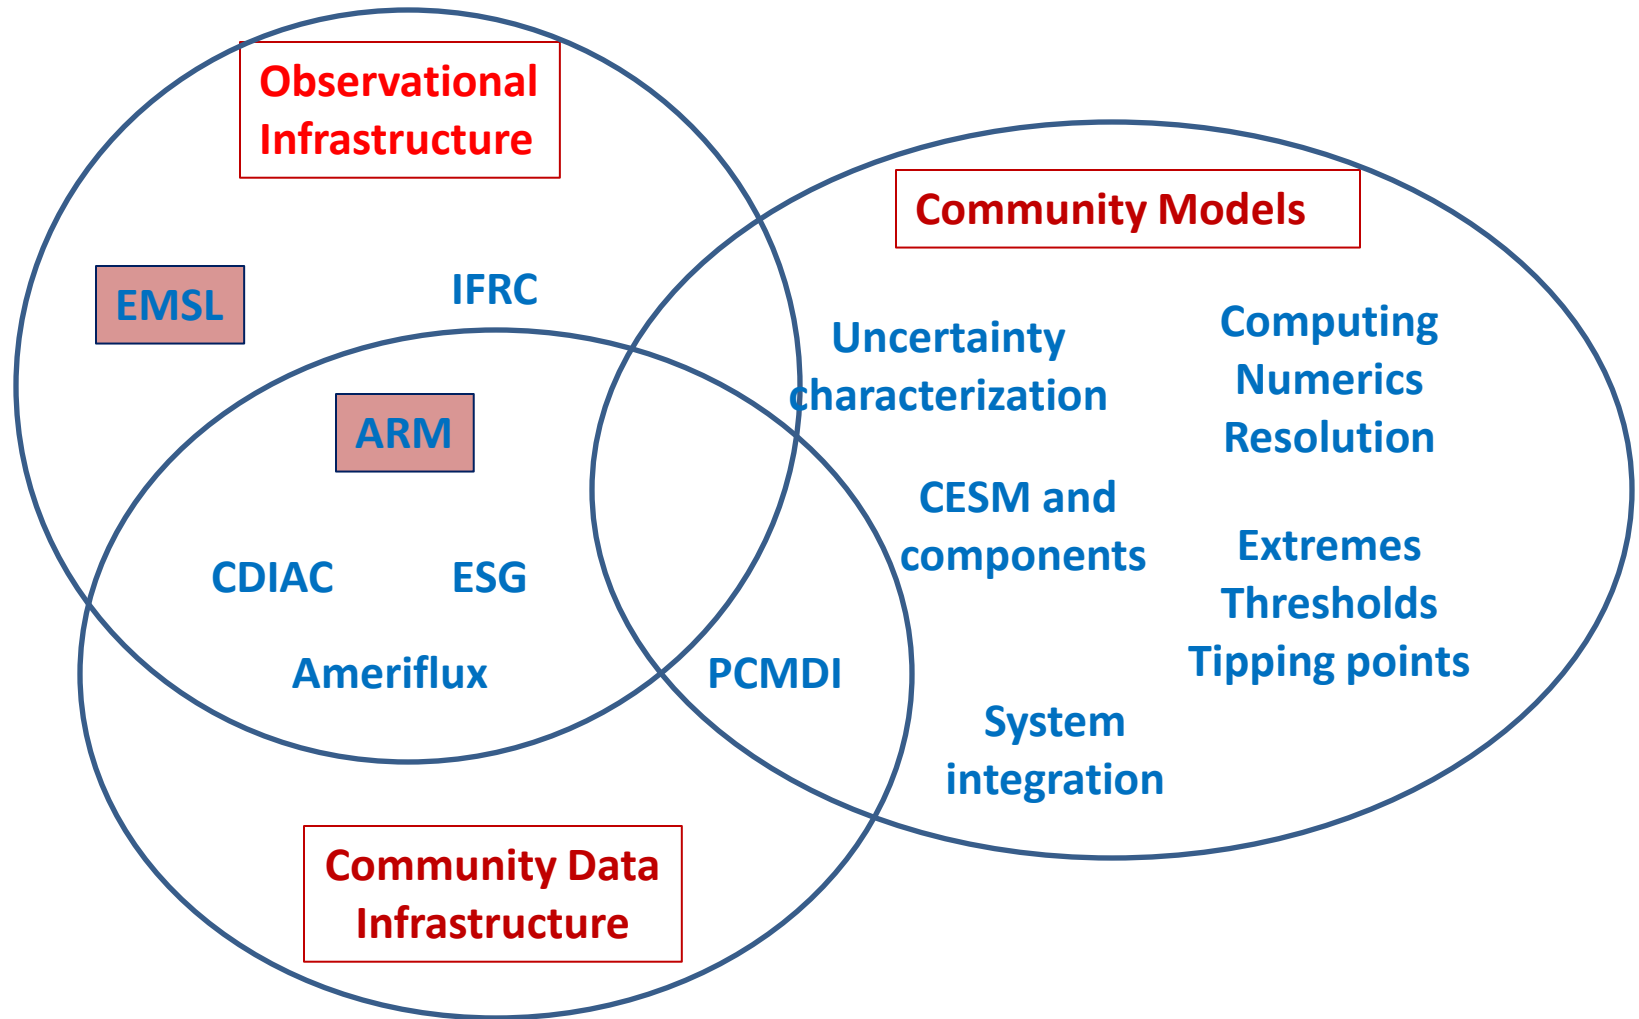 Observational
Infrastructure
Community Models
EMSL
IFRC
Uncertainty
characterization
Computing
Numerics
Resolution
ARM
CESM and
components
Extremes
Thresholds
Tipping points
CDIAC
ESG
Ameriflux
PCMDI
System
integration
Community Data
Infrastructure